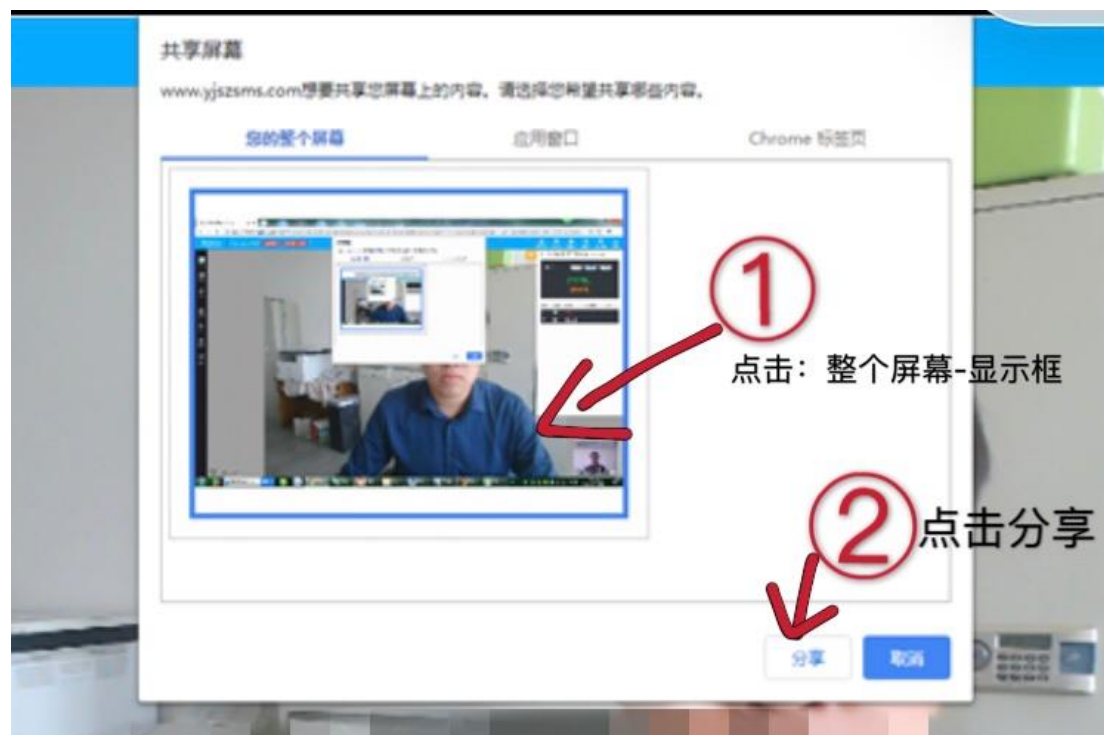 共享屏幕
www.yjszsms.com想要共享您屏幕上的内容。请选择您希望共享哪些内容。
您的整个屏幕
应用窗口
Chrome 标签页
①
点击：整个屏幕-显示框
②点击分享
分享
取消